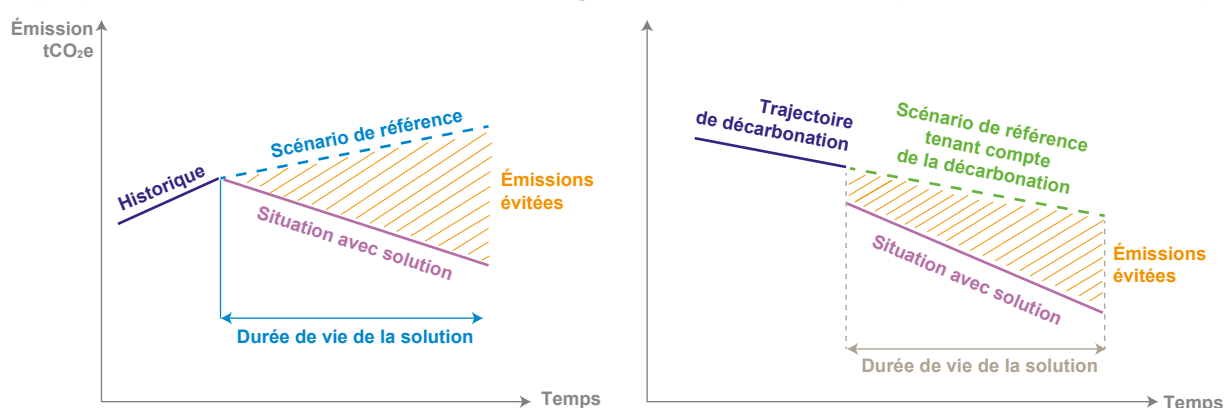 Émission
tCO₂e
Historique
Scénario de référence
Situation avec solution
Émissions
évitées
Durée de vie de la solution
Temps
Trajectoire
de décarbonation
Scénario de référence
tenant compte
de la décarbonation
Situation avec solution
Émissions
évitées
Durée de vie de la solution
Temps